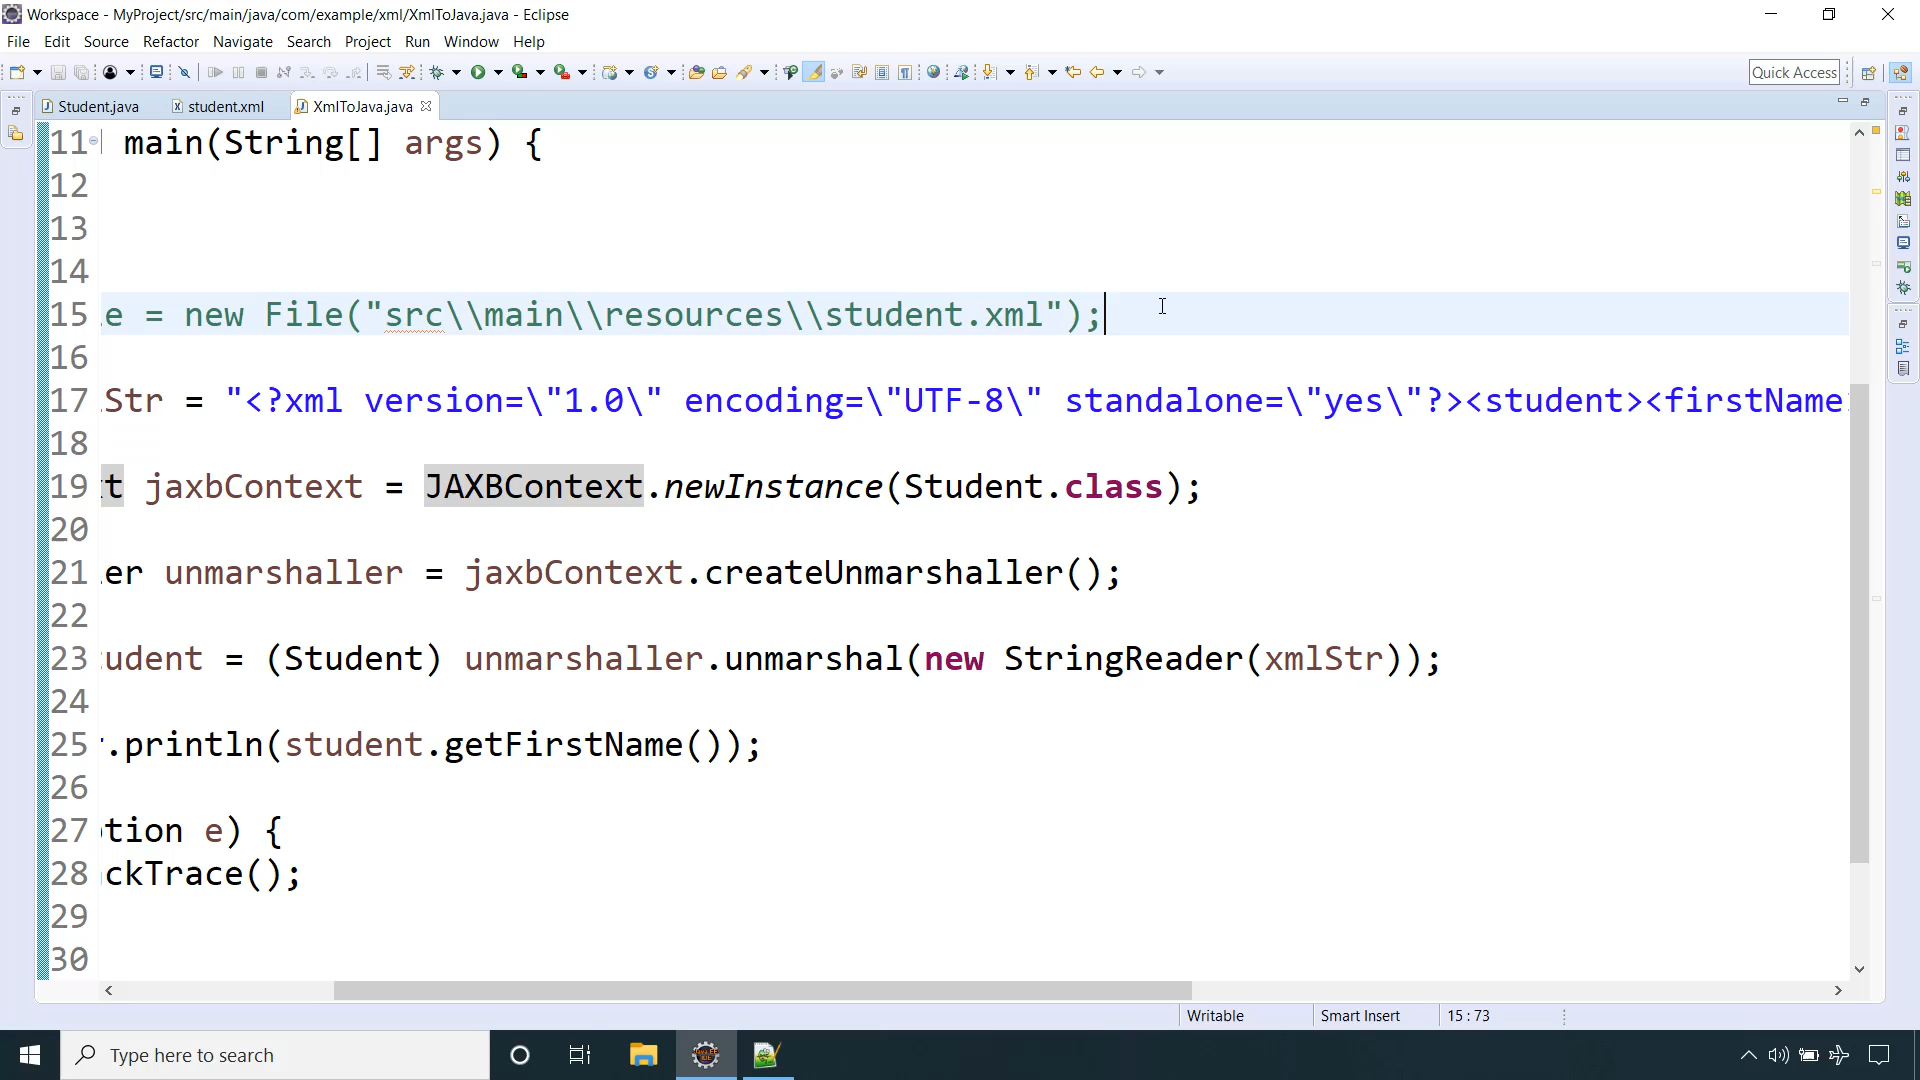 Workspace - MyProject/src/main/java/com/example/xml/XmlToJava.java - Eclipse
File Edit Source Refactor Navigate Search Project Run Window Help
Quick Access
Student.java student.xml XmlToJava.java
11 main(String[] args) {
12
13
14
15 e = new File("src\\main\\resources\\student.xml");
16
17 Str = "<?xml version=\"1.0\" encoding=\"UTF-8\" standalone=\"yes\"?><student><firstName
18
19 t jaxbContext = JAXBContext.newInstance(Student.class);
20
21 er unmarshaller = jaxbContext.createUnmarshaller();
22
23 udent = (Student) unmarshaller.unmarshal(new StringReader(xmlStr));
24
25 .println(student.getFirstName());
26
27 tion e) {
28 ckTrace();
29
30
Writable Smart Insert 15 : 73
Type here to search